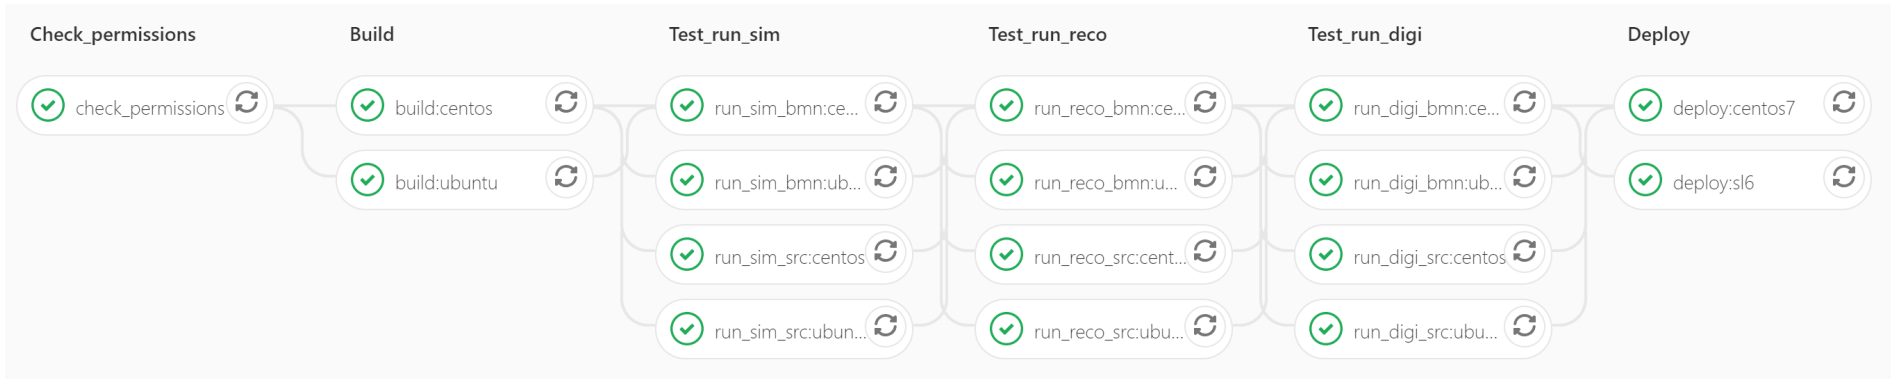 Check_permissions
check_permissions
Build
build:centos
build:ubuntu
Test_run_sim
run_sim_bmn:ce...
run_sim_bmn:ub...
run_sim_src:centos
run_sim_src:ubun...
Test_run_reco
run_reco_bmn:ce...
run_reco_bmn:u...
run_reco_src:cent...
run_reco_src:ubu...
Test_run_digi
run_digi_bmn:ce...
run_digi_bmn:ub...
run_digi_src:centos
run_digi_src:ubu...
Deploy
deploy:centos7
deploy:sl6